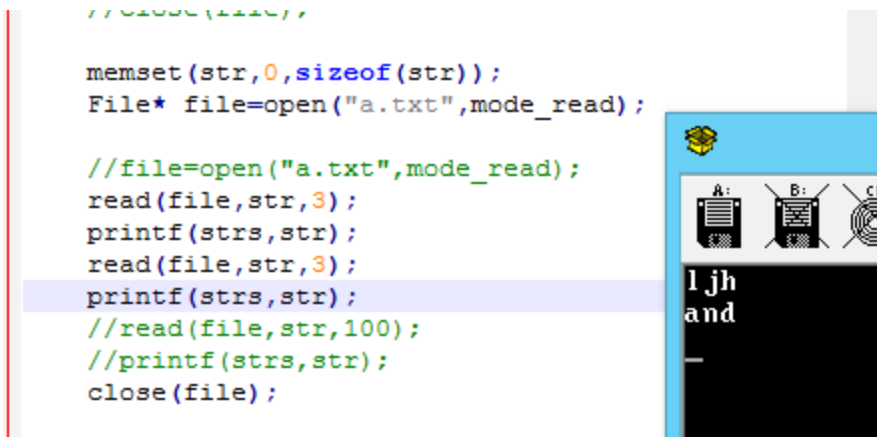 //close(file);
memset(str,0,sizeof(str));
File* file=open("a.txt",mode_read);
//file=open("a.txt",mode_read);
read(file,str,3);
printf(strs,str);
read(file,str,3);
printf(strs,str);
//read(file,str,100);
//printf(strs,str);
close(file);
A:
B:
ljh
and